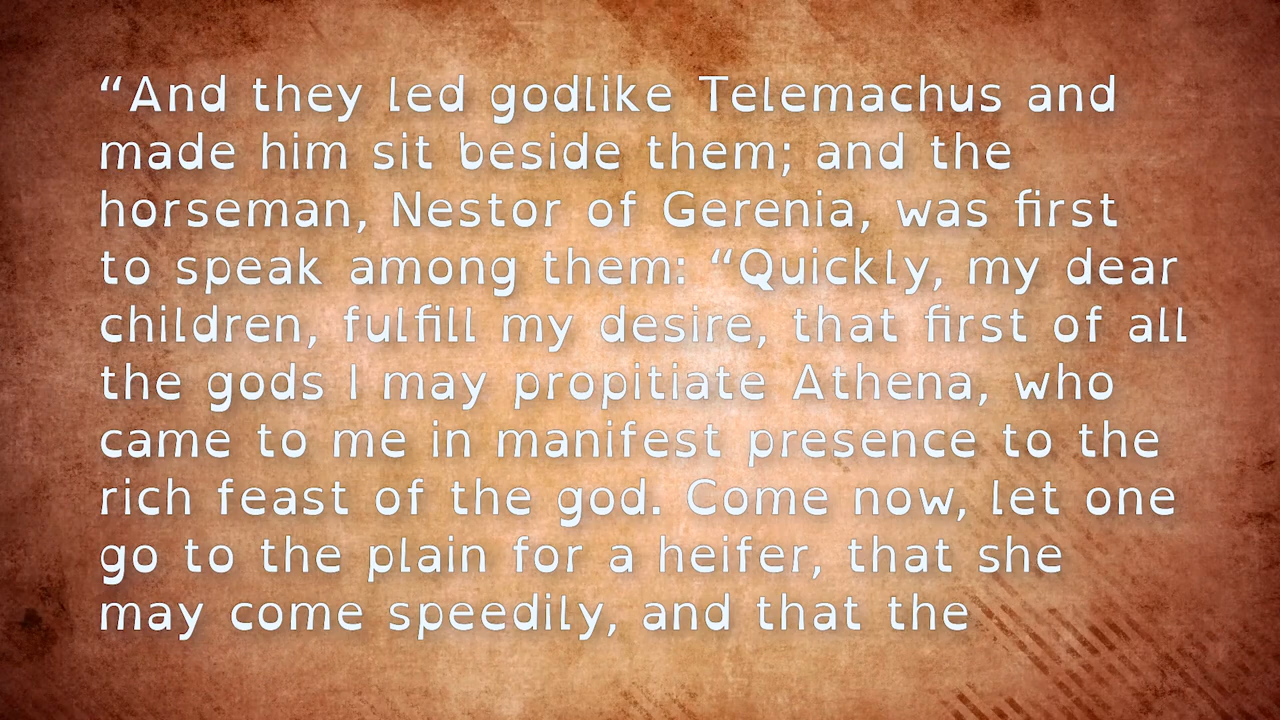 “And they led godlike Telemachus and
made him sit beside them; and the
horseman, Nestor of Gerenia, was first
to speak among them: “Quickly, my dear
children, fulfill my desire, that first of all
the gods I may propitiate Athena, who
came to me in manifest presence to the
rich feast of the god. Come now, let one
go to the plain for a heifer, that she
may come speedily, and that the